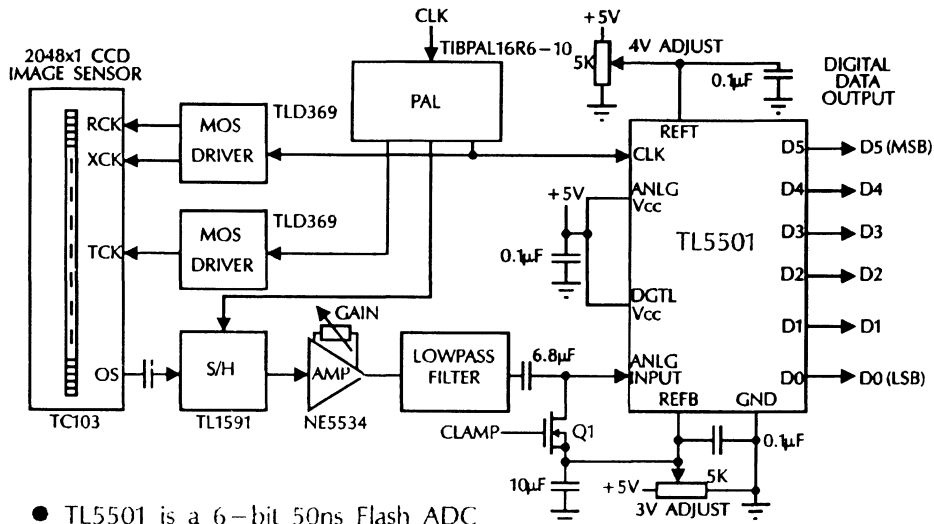 CLK
+5V
TIBPAL16R6-10
5K
4V ADJUST
0.1µF
2048x1 CCD
IMAGE SENSOR
DIGITAL
DATA
OUTPUT
PAL
RCK
MOS
DRIVER
TLD369
XCK
REFT
CLK
D5
D5 (MSB)
ANLG
Vcc
+5V
D4
D4
TL5501
D3
D3
TLD369
TCK
MOS
DRIVER
0.1µF
D2
D2
DGTL
Vcc
D1
D1
GAIN
OS
S/H
AMP
LOWPASS
FILTER
6.8µF
ANLG
INPUT
D0
D0 (LSB)
REFB
GND
TC103
TL1591
NE5534
CLAMP
Q1
0.1µF
10µF
+5V
5K
3V ADJUST
● TL5501 is a 6-bit 50ns Flash ADC